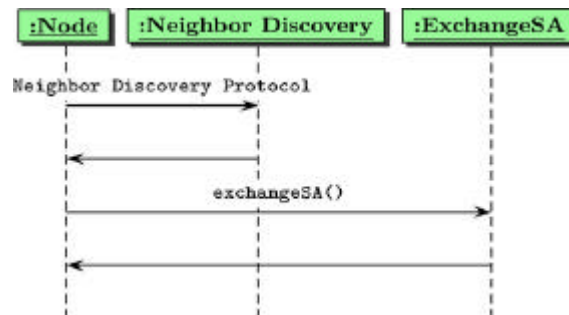 :Node
:Neighbor Discovery
:ExchangeSA
Neighbor Discovery Protocol
exchangeSA()